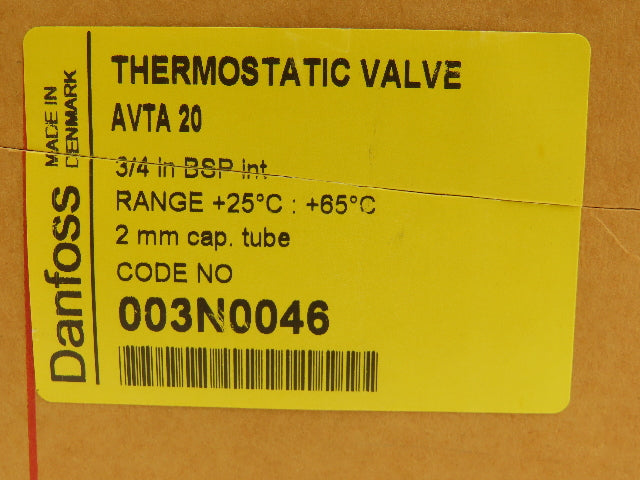 THERMOSTATIC VALVE
AVTA 20
3/4 in BSP int
RANGE +25°C : +65°C
2 mm cap. tube
CODE NO
003N0046
Danfoss
MADE IN
DENMARK